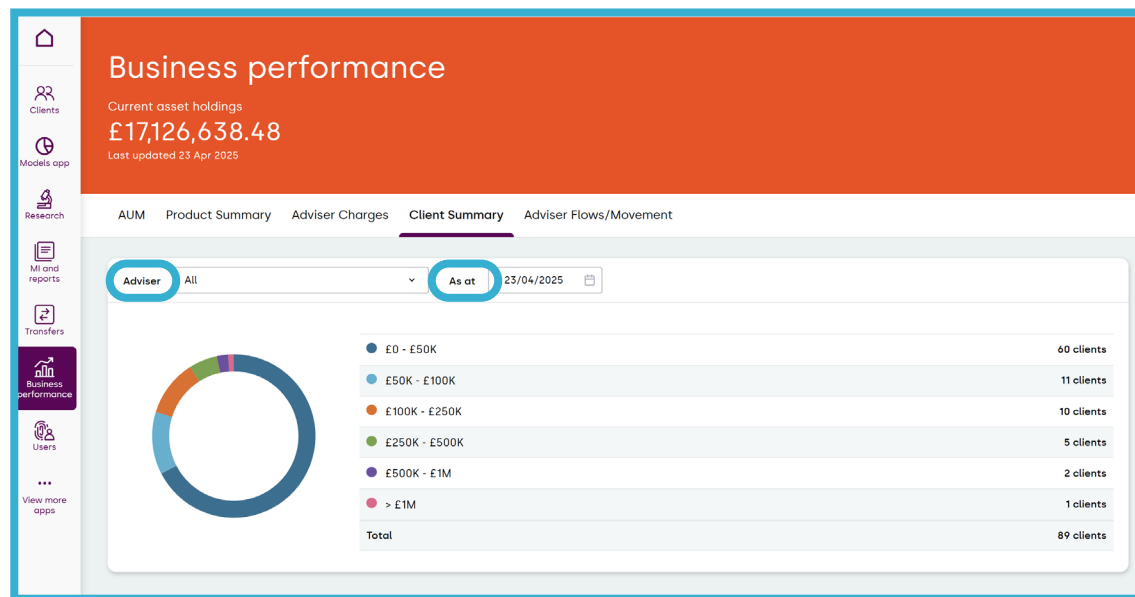 Clients
Models app
Research
MI and
reports
Transfers
Business
performance
Users
View more
apps
Business performance
Current asset holdings
£17,126,638.48
Last updated 23 Apr 2025
AUM Product Summary Adviser Charges Client Summary Adviser Flows/Movement
Adviser All As at 23/04/2025
£0 - £50K 60 clients
£50K - £100K 11 clients
£100K - £250K 10 clients
£250K - £500K 5 clients
£500K - £1M 2 clients
> £1M 1 clients
Total 89 clients